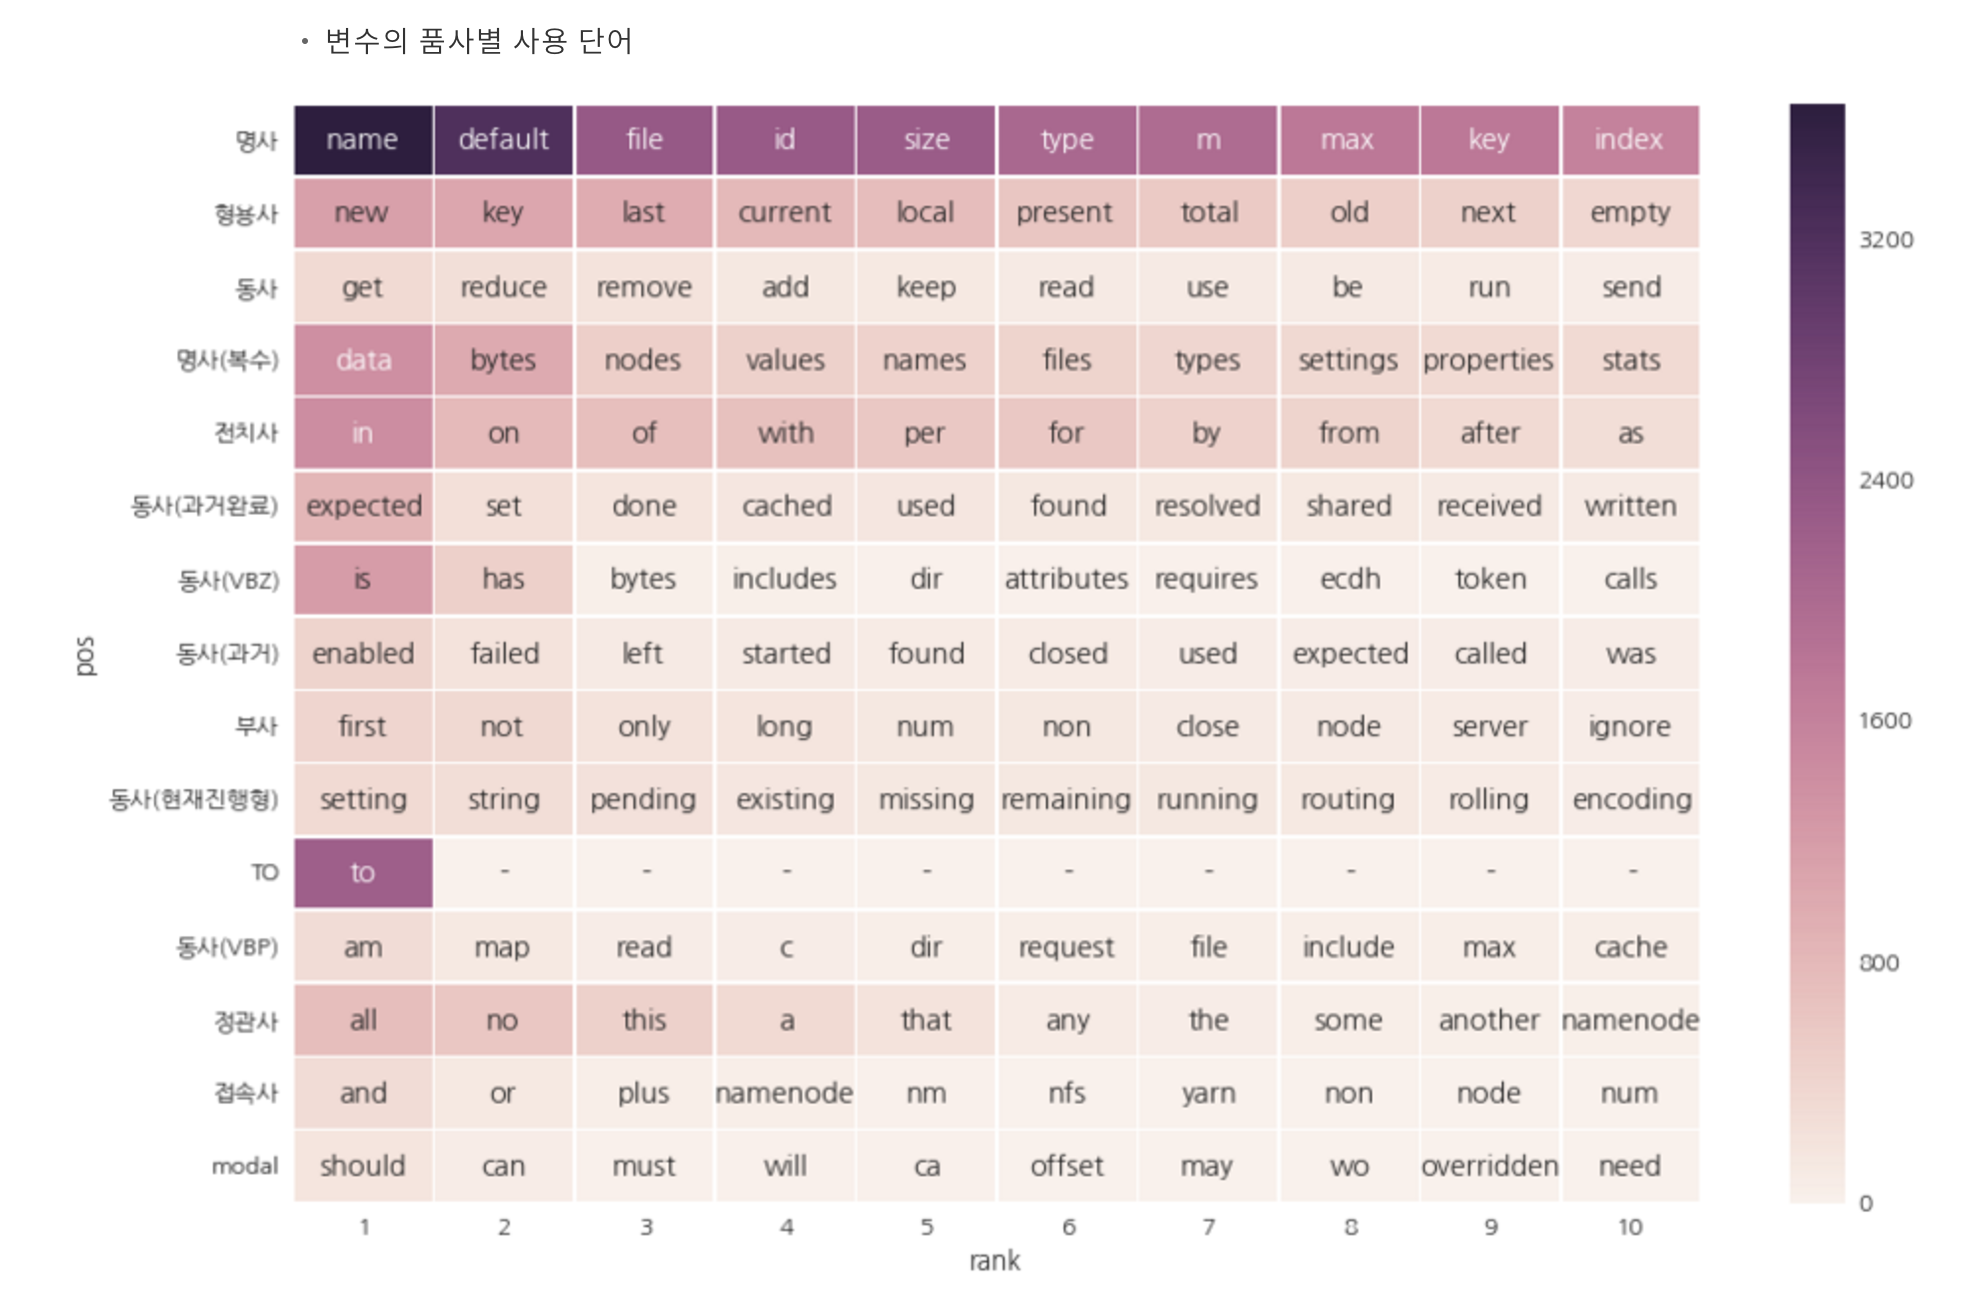 • 변수의 품사별 사용 단어
명사 name default file id size type m max key index
형용사 new key last current local present total old next empty
동사 get reduce remove add keep read use be run send
명사(복수) data bytes nodes values names files types settings properties stats
전치사 in on of with per for by from after as
동사(과거완료) expected set done cached used found resolved shared received written
동사(VBZ) is has bytes includes dir attributes requires ecdh token calls
동사(과거) enabled failed left started found closed used expected called was
부사 first not only long num non close node server ignore
동사(현재진행형) setting string pending existing missing remaining running routing rolling encoding
TO to - - - - - - - - -
동사(VBP) am map read c dir request file include max cache
정관사 all no this a that any the some another namenode
접속사 and or plus namenode nm nfs yarn non node num
modal should can must will ca offset may wo overridden need
1 2 3 4 5 6 7 8 9 10
rank
pos
3200
2400
1600
800
0